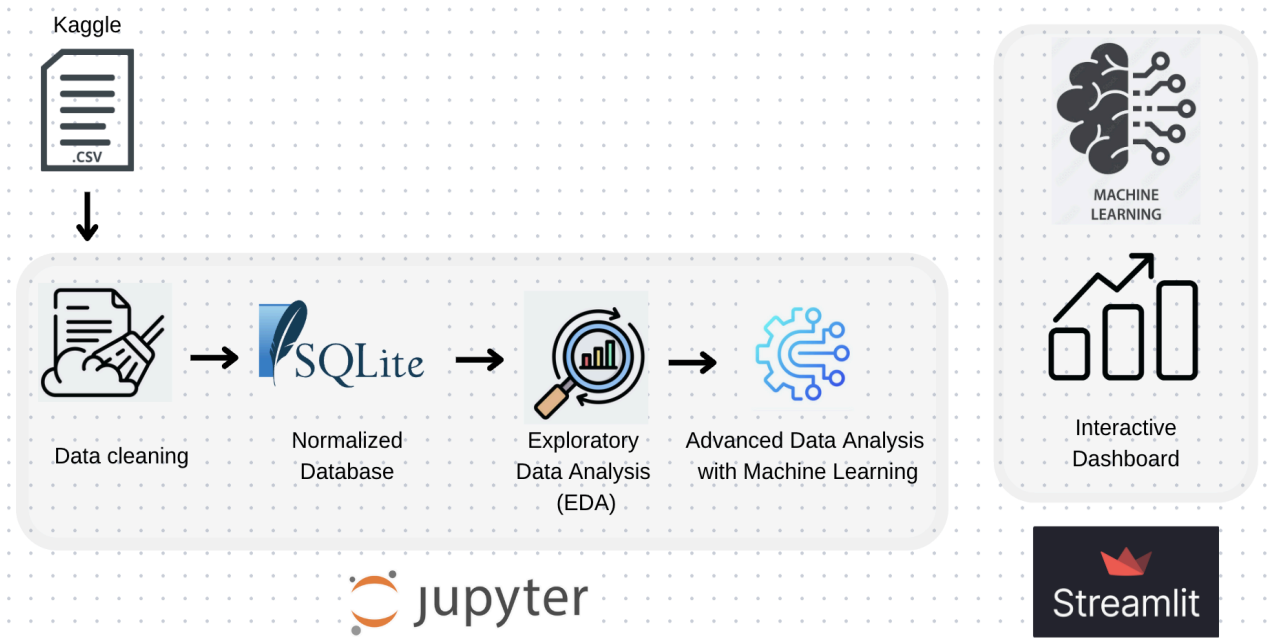 Kaggle
.CSV
Data cleaning
SQLite
Normalized
Database
Exploratory
Data Analysis
(EDA)
Advanced Data Analysis
with Machine Learning
jupyter
MACHINE
LEARNING
Interactive
Dashboard
Streamlit